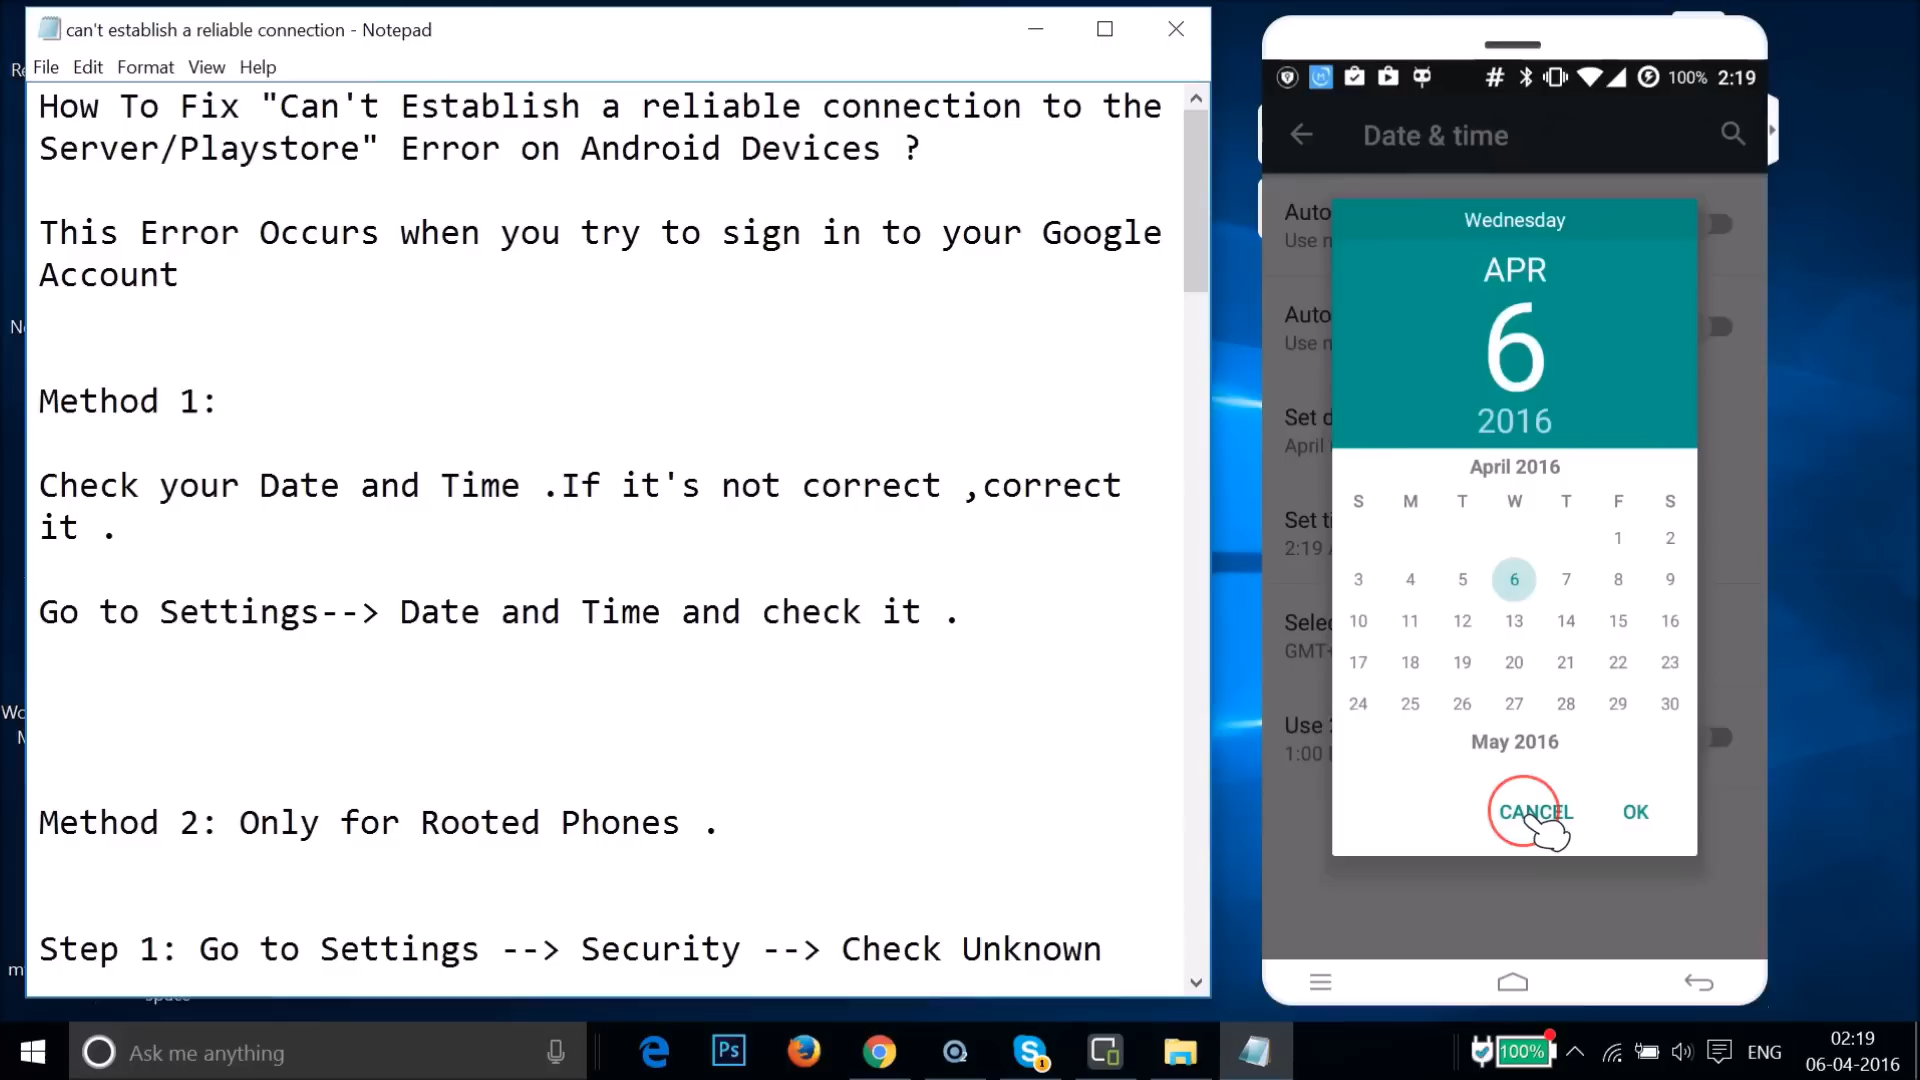 can't establish a reliable connection - Notepad
File Edit Format View Help
How To Fix "Can't Establish a reliable connection to the
Server/Playstore" Error on Android Devices ?
This Error Occurs when you try to sign in to your Google
Account
Method 1:
Check your Date and Time .If it's not correct ,correct
it .
Go to Settings--> Date and Time and check it .
Method 2: Only for Rooted Phones .
Step 1: Go to Settings --> Security --> Check Unknown
100% 2:19
Date & time
Auto
Use
Auto
Use
Set
April
Set
2:19
GMT
Use
1:00
Wednesday
APR
6
2016
April 2016
S M T W T F S
1 2
3 4 5 6 7 8 9
10 11 12 13 14 15 16
17 18 19 20 21 22 23
24 25 26 27 28 29 30
May 2016
CANCEL OK
Ask me anything
Ps
1
100%
ENG
02:19
06-04-2016